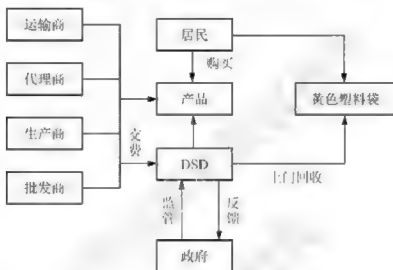 运输商
居民
购买
代理商
产品
黄色塑料袋
生产商
交费
DSD
上门回收
批发商
监管
反馈
政府